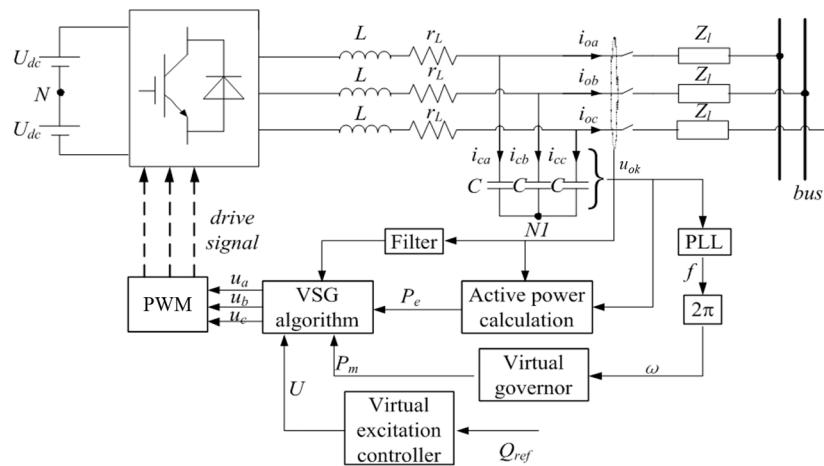 L r_L i_oa Z_l
U_dc
L r_L i_ob Z_l
N
L r_L i_oc Z_l
U_dc
i_ca i_cb i_cc u_ok
C C C
bus
N1
drive
signal
Filter
PLL
f
PWM
u_a
u_b
u_c
VSG
algorithm
P_e
Active power
calculation
2π
P_m
Virtual
governor
ω
U
Virtual
excitation
controller
Q_ref